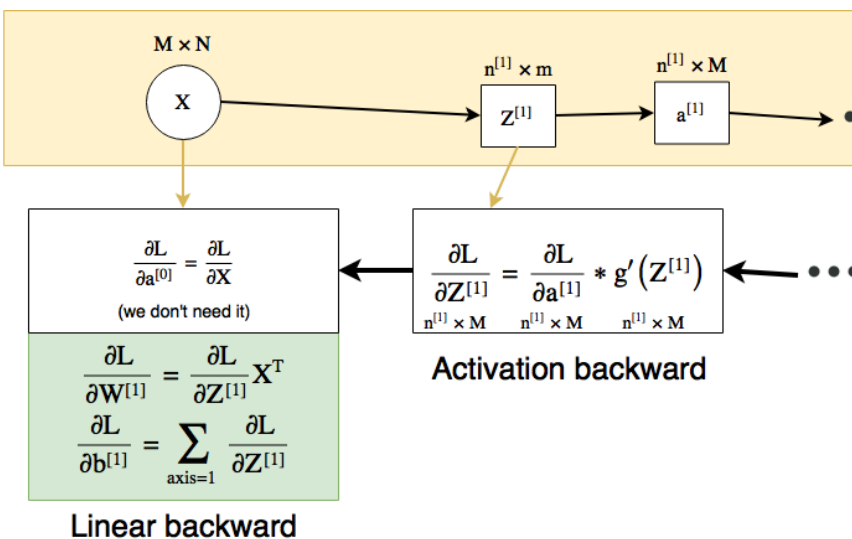 M × N
n^[1] × m
n^[1] × M
X
Z^[1]
a^[1]
∂L/∂a^[0] = ∂L/∂X
(we don't need it)
∂L/∂Z^[1] = ∂L/∂a^[1] * g′(Z^[1])
n^[1] × M n^[1] × M n^[1] × M
Activation backward
∂L/∂W^[1] = ∂L/∂Z^[1] X^T
∂L/∂b^[1] = ∑_axis=1 ∂L/∂Z^[1]
Linear backward